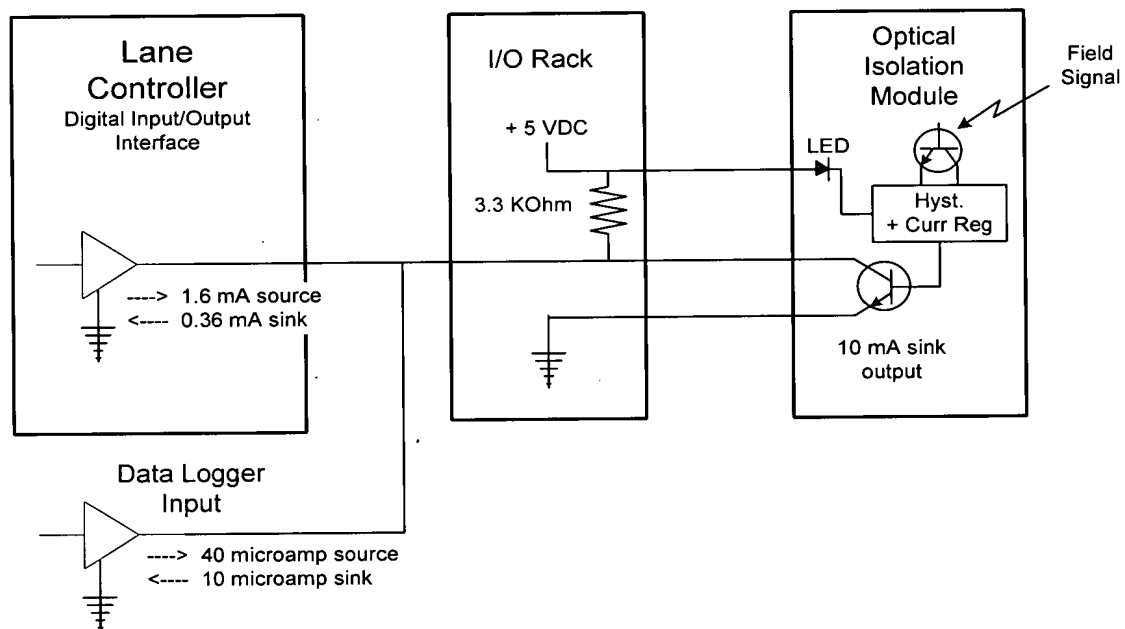 Lane
Controller
Digital Input/Output
Interface
----> 1.6 mA source
<---- 0.36 mA sink
I/O Rack
+ 5 VDC
3.3 KOhm
Optical
Isolation
Module
LED
Hyst.
+ Curr Reg
10 mA sink
output
Field
Signal
Data Logger
Input
----> 40 microamp source
<---- 10 microamp sink